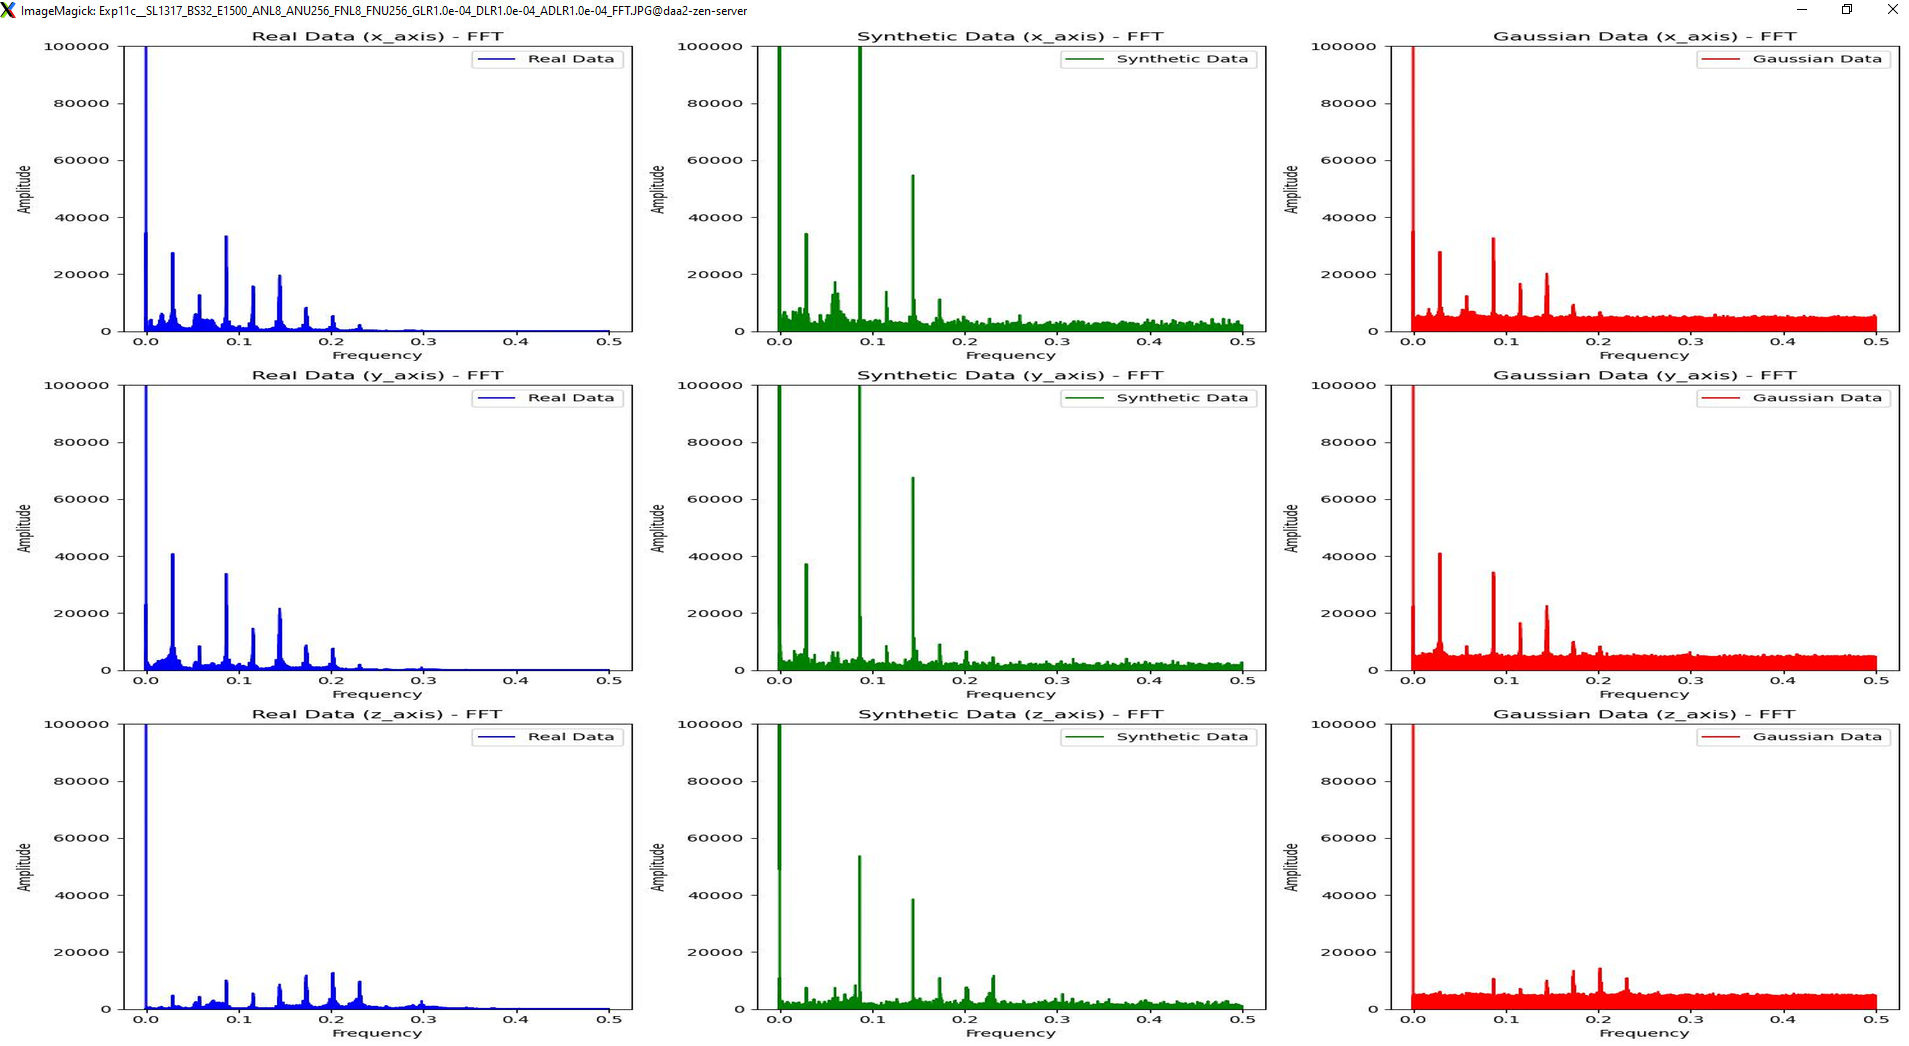 ImageMagick: Exp11c__SL1317_BS32_E1500_ANL8_ANU256_FNL8_FNU256_GLR1.0e-04_DLR1.0e-04_ADLR1.0e-04_FFT.JPG@daa2-zen-server
Real Data (x_axis) - FFT
Real Data
100000
80000
60000
40000
20000
0
Amplitude
0.0 0.1 0.2 0.3 0.4 0.5
Frequency
Synthetic Data (x_axis) - FFT
Synthetic Data
100000
80000
60000
40000
20000
0
Amplitude
0.0 0.1 0.2 0.3 0.4 0.5
Frequency
Gaussian Data (x_axis) - FFT
Gaussian Data
100000
80000
60000
40000
20000
0
Amplitude
0.0 0.1 0.2 0.3 0.4 0.5
Frequency
Real Data (y_axis) - FFT
Real Data
100000
80000
60000
40000
20000
0
Amplitude
0.0 0.1 0.2 0.3 0.4 0.5
Frequency
Synthetic Data (y_axis) - FFT
Synthetic Data
100000
80000
60000
40000
20000
0
Amplitude
0.0 0.1 0.2 0.3 0.4 0.5
Frequency
Gaussian Data (y_axis) - FFT
Gaussian Data
100000
80000
60000
40000
20000
0
Amplitude
0.0 0.1 0.2 0.3 0.4 0.5
Frequency
Real Data (z_axis) - FFT
Real Data
100000
80000
60000
40000
20000
0
Amplitude
0.0 0.1 0.2 0.3 0.4 0.5
Frequency
Synthetic Data (z_axis) - FFT
Synthetic Data
100000
80000
60000
40000
20000
0
Amplitude
0.0 0.1 0.2 0.3 0.4 0.5
Frequency
Gaussian Data (z_axis) - FFT
Gaussian Data
100000
80000
60000
40000
20000
0
Amplitude
0.0 0.1 0.2 0.3 0.4 0.5
Frequency